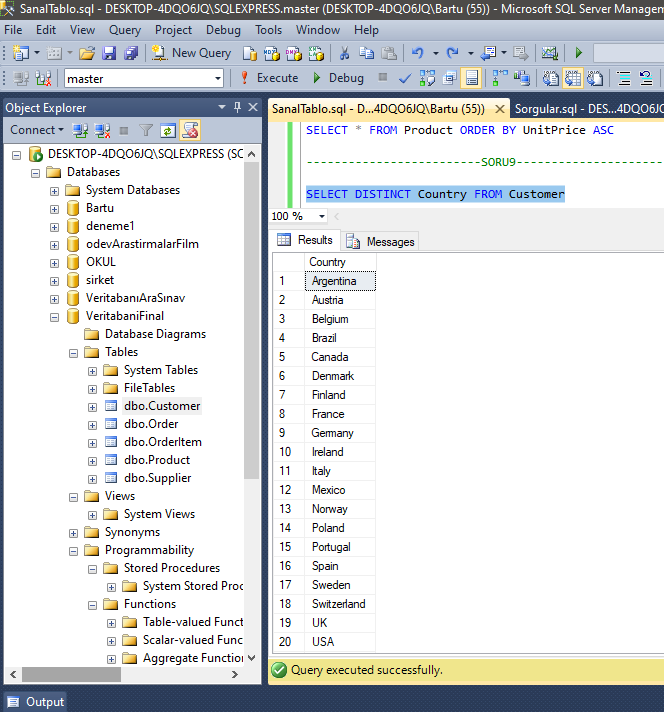 SanalTablo.sql - DESKTOP-4DQO6JQ\SQLEXPRESS.master (DESKTOP-4DQO6JQ\Bartu (55)) - Microsoft SQL Server Manageme
File Edit View Query Project Debug Tools Window Help
New Query MDX DMX
master Execute Debug
Object Explorer
Connect
DESKTOP-4DQO6JQ\SQLEXPRESS (SC
Databases
System Databases
Bartu
deneme1
odevArastirmalarFilm
OKUL
sirket
VeritabanıAraSınav
VeritabaniFinal
Database Diagrams
Tables
System Tables
FileTables
dbo.Customer
dbo.Order
dbo.OrderItem
dbo.Product
dbo.Supplier
Views
System Views
Synonyms
Programmability
Stored Procedures
System Stored Proc
Functions
Table-valued Funct
Scalar-valued Funct
Aggregate Function
SanalTablo.sql - D...4DQO6JQ\Bartu (55)) Sorgular.sql - DES...4DQO6JQ
SELECT * FROM Product ORDER BY UnitPrice ASC
--------------------------SORU9----------------------
SELECT DISTINCT Country FROM Customer
100 %
Results Messages
Country
1 Argentina
2 Austria
3 Belgium
4 Brazil
5 Canada
6 Denmark
7 Finland
8 France
9 Germany
10 Ireland
11 Italy
12 Mexico
13 Norway
14 Poland
15 Portugal
16 Spain
17 Sweden
18 Switzerland
19 UK
20 USA
Query executed successfully.
Output